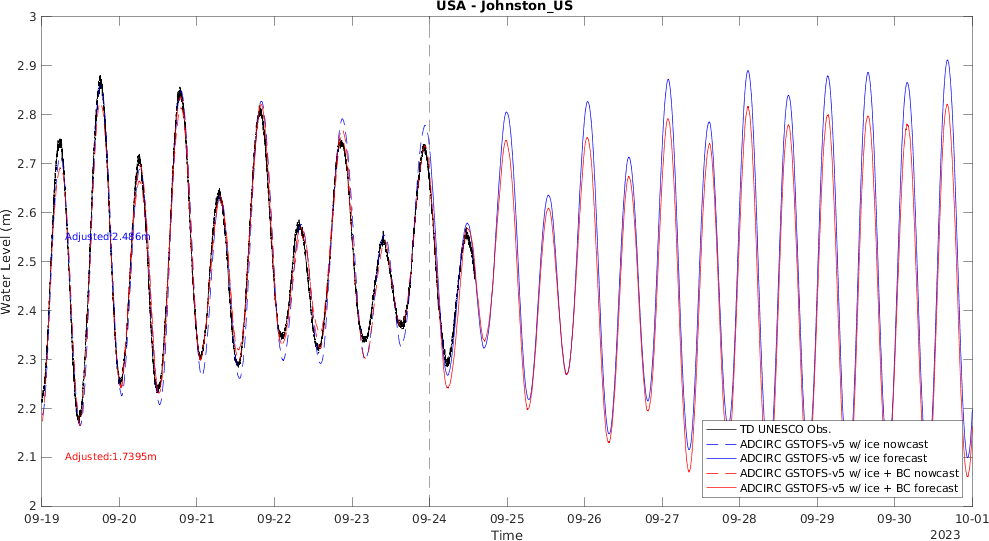 USA - Johnston_US
3
2.9
2.8
2.7
2.6
2.5
2.4
2.3
2.2
2.1
2
Water Level (m)
Adjusted:2.486m
Adjusted:1.7395m
TD UNESCO Obs.
ADCIRC GSTOFS-v5 w/ ice nowcast
ADCIRC GSTOFS-v5 w/ ice forecast
ADCIRC GSTOFS-v5 w/ ice + BC nowcast
ADCIRC GSTOFS-v5 w/ ice + BC forecast
09-19 09-20 09-21 09-22 09-23 09-24 09-25 09-26 09-27 09-28 09-29 09-30 10-01
Time
2023